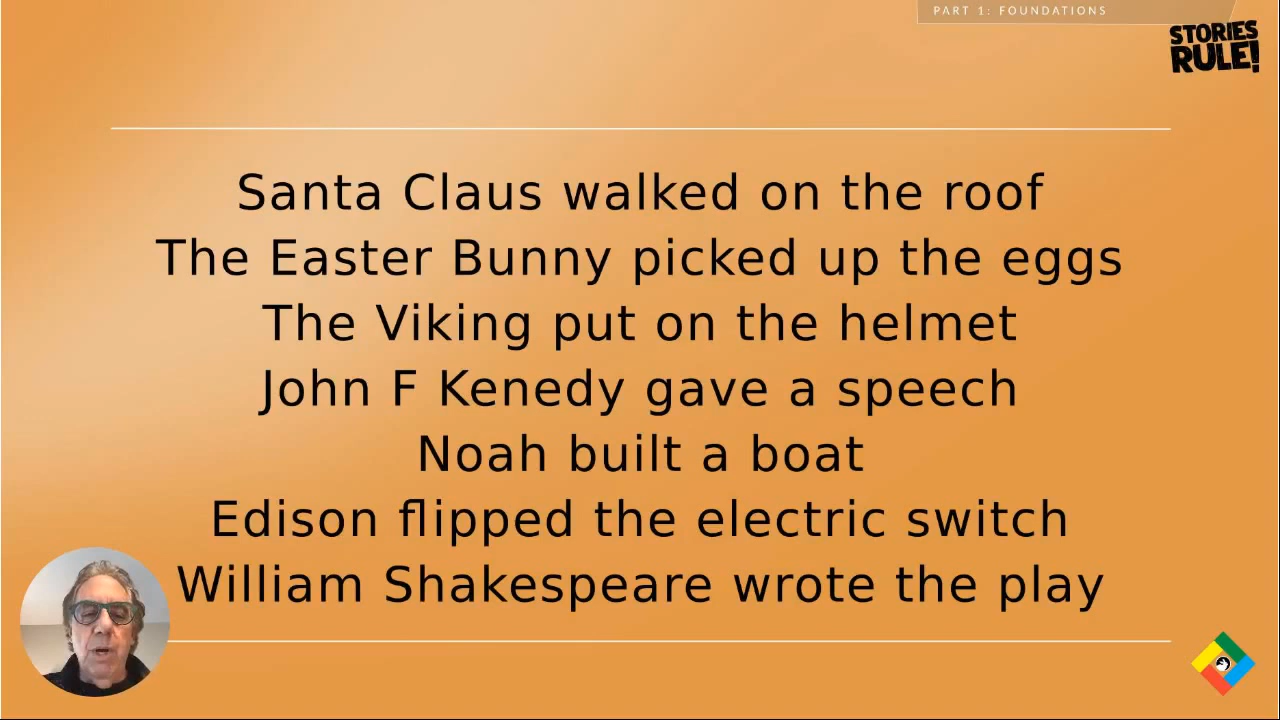 PART 1: FOUNDATIONS
STORIES
RULE!
Santa Claus walked on the roof
The Easter Bunny picked up the eggs
The Viking put on the helmet
John F Kenedy gave a speech
Noah built a boat
Edison flipped the electric switch
William Shakespeare wrote the play